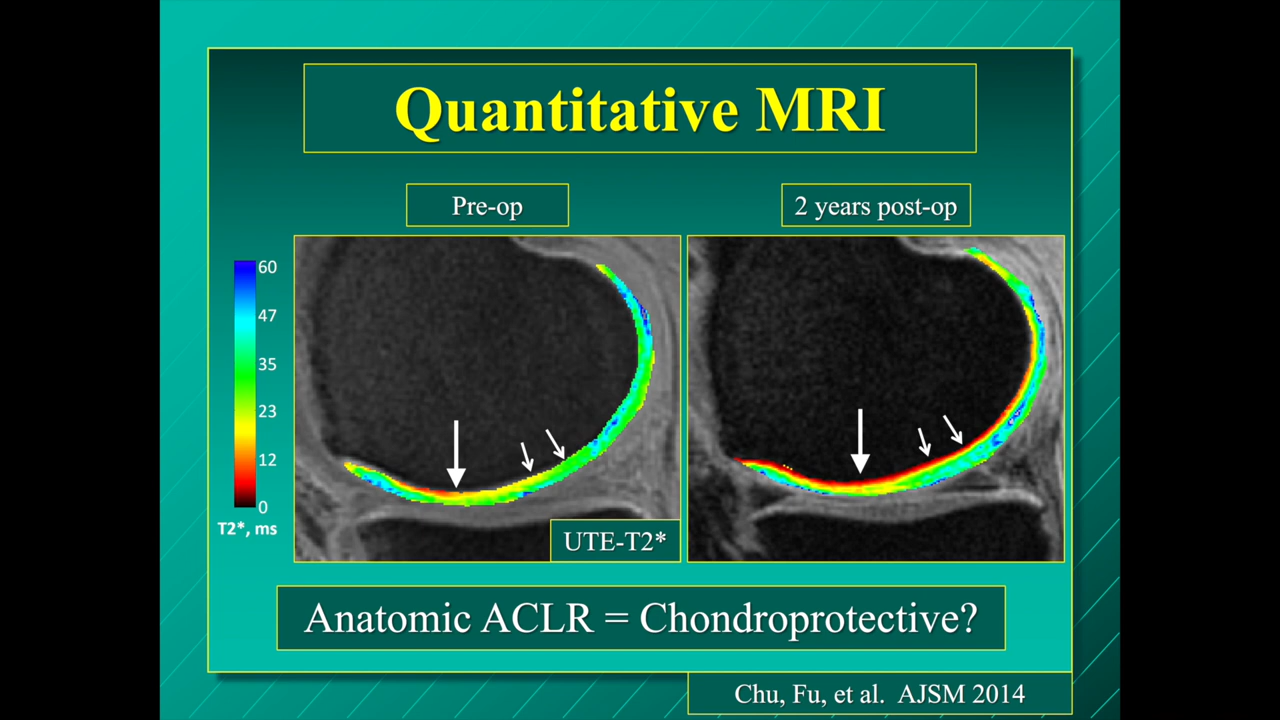 Quantitative MRI
Pre-op
2 years post-op
60
47
35
23
12
0
T2*, ms
UTE-T2*
Anatomic ACLR = Chondroprotective?
Chu, Fu, et al. AJSM 2014